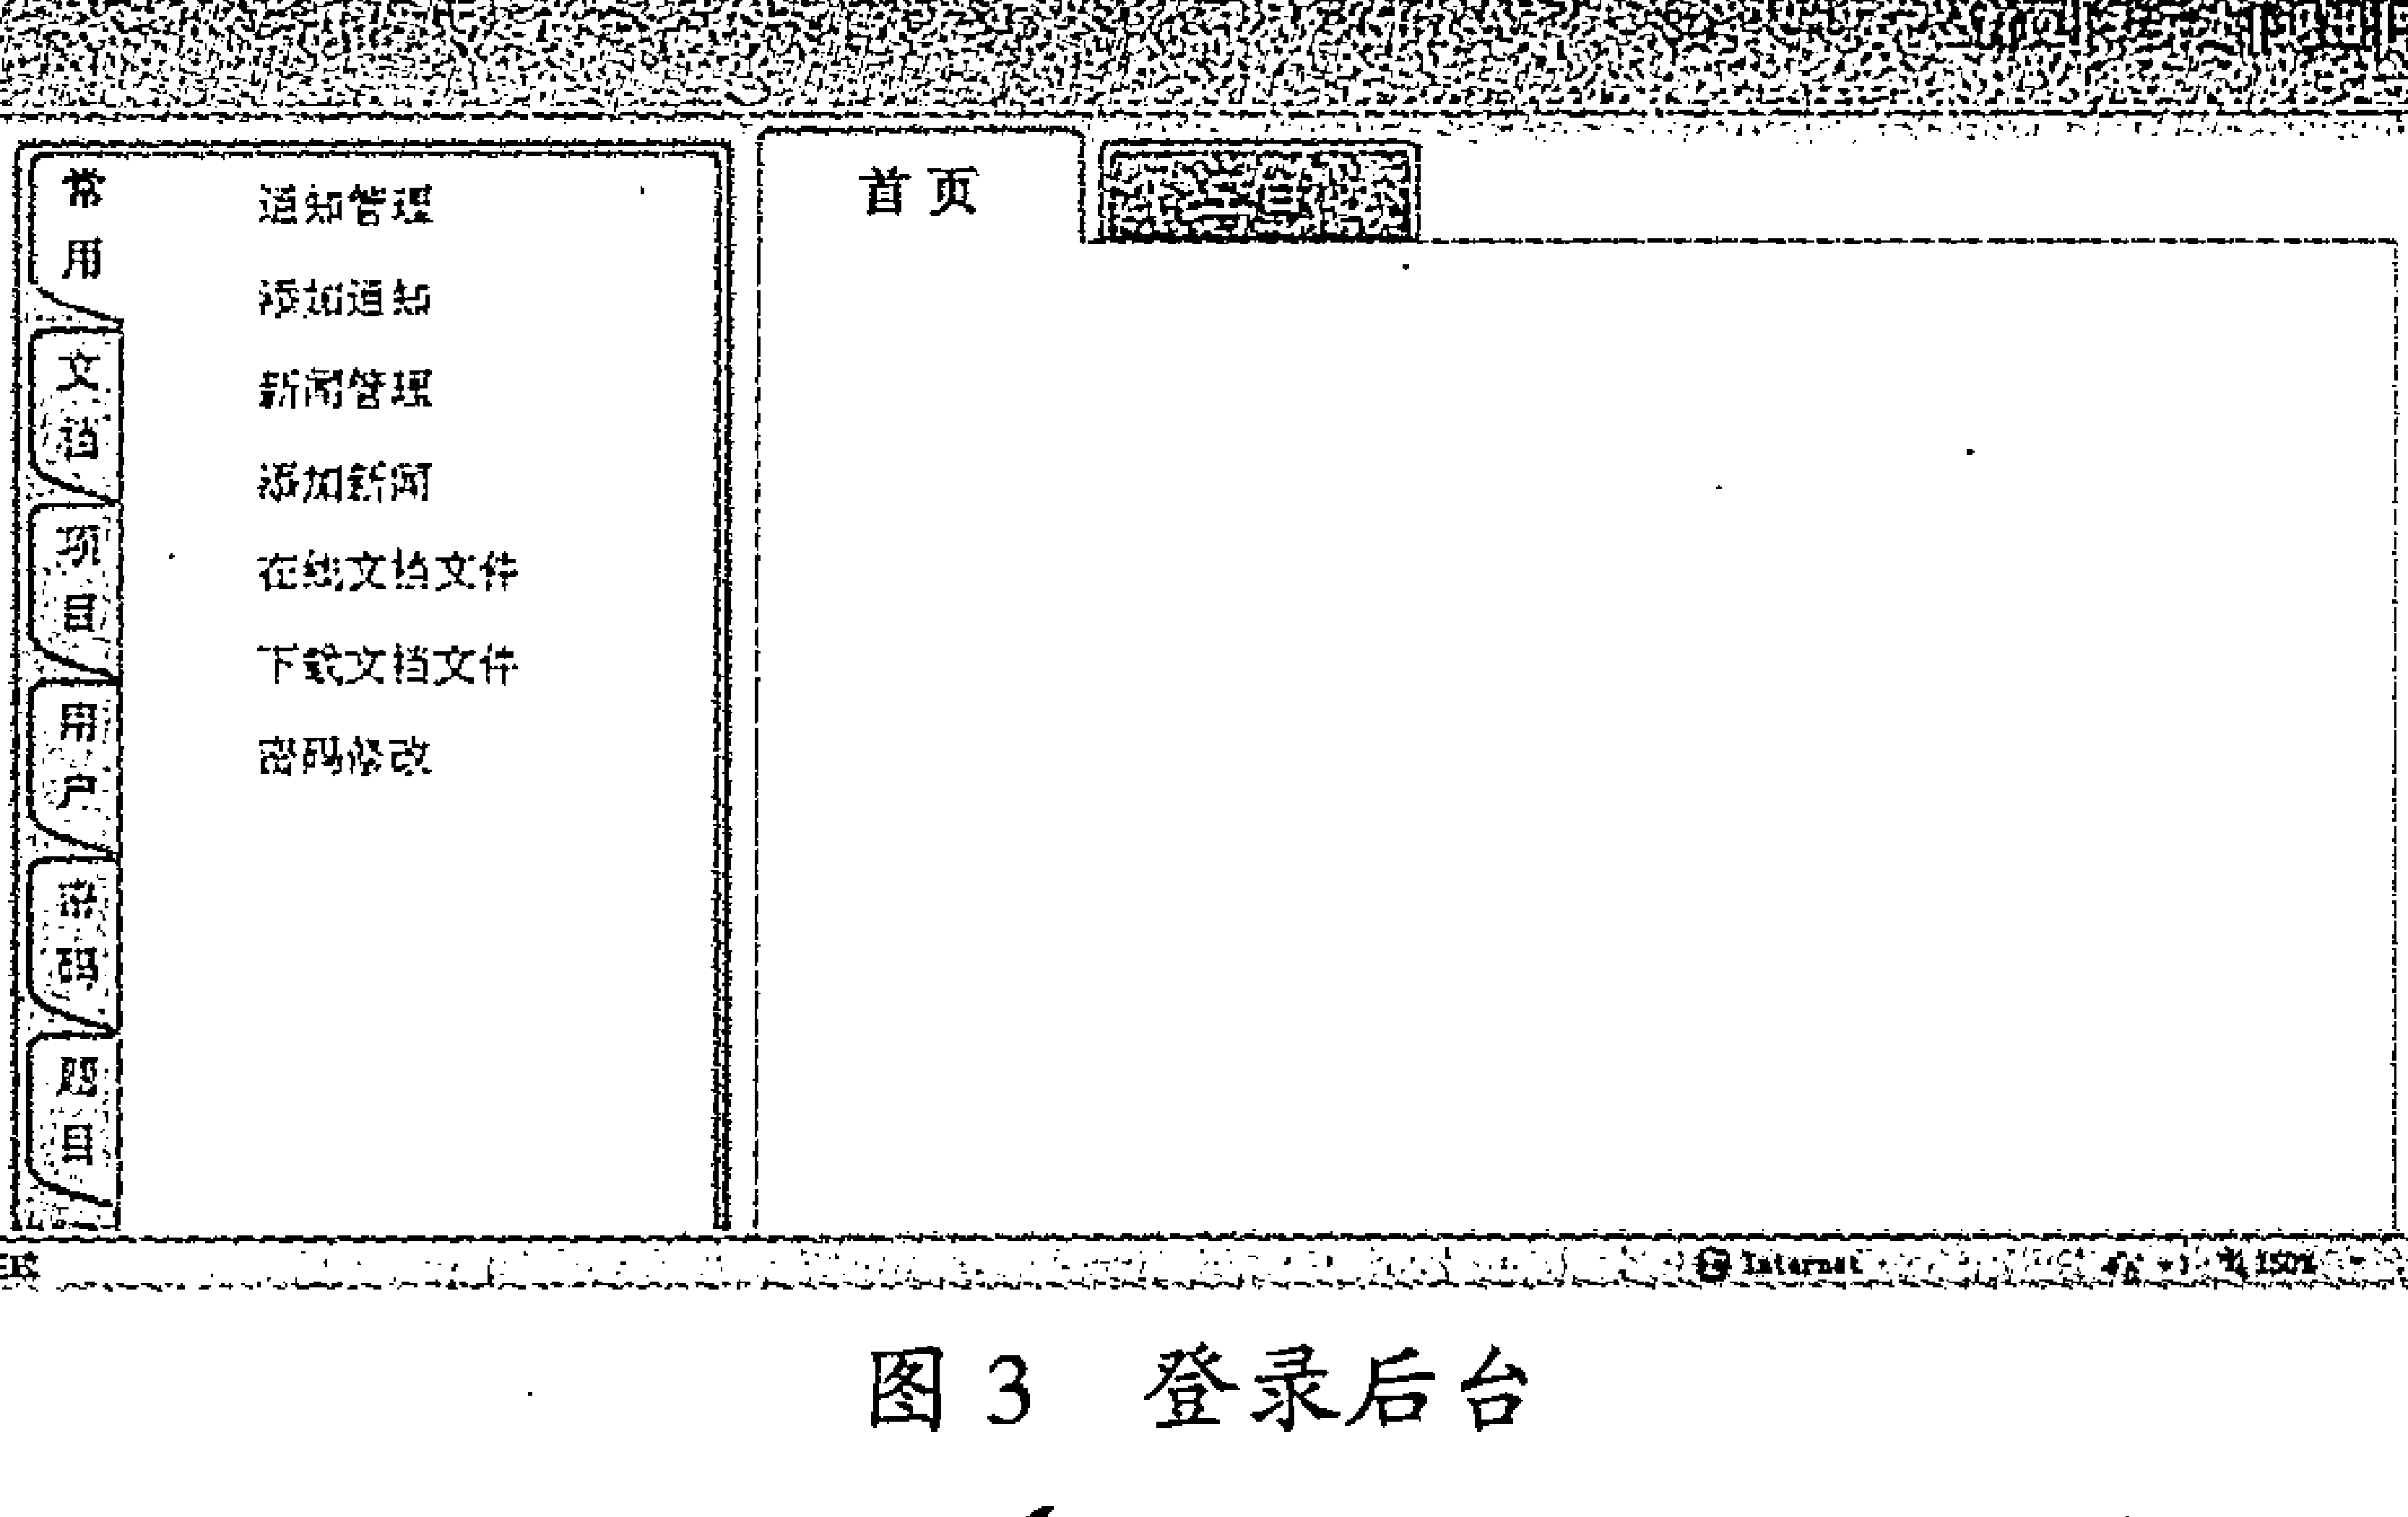 首页
常用
通知管理
添加通知
新闻管理
添加新闻
在线文档文件
下载文档文件
密码修改
文档
项目
用户
题目
Internet
150%
图 3 登录后台